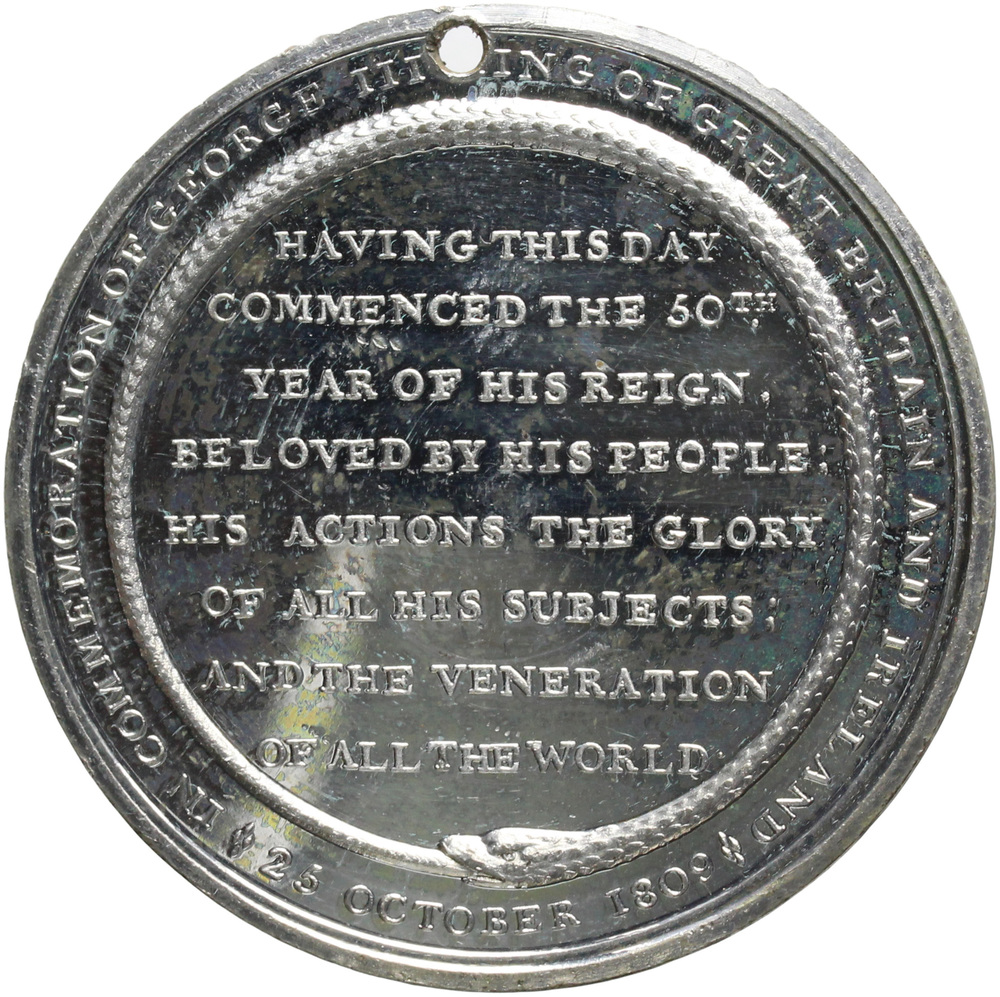 IN COMMEMORATION OF GEORGE III ING OF GREAT BRITAIN AND IRELAND
25 OCTOBER 1809
HAVING THIS DAY
COMMENCED THE 50TH
YEAR OF HIS REIGN,
BELOVED BY HIS PEOPLE;
HIS ACTIONS THE GLORY
OF ALL HIS SUBJECTS;
AND THE VENERATION
OF ALL THE WORLD.